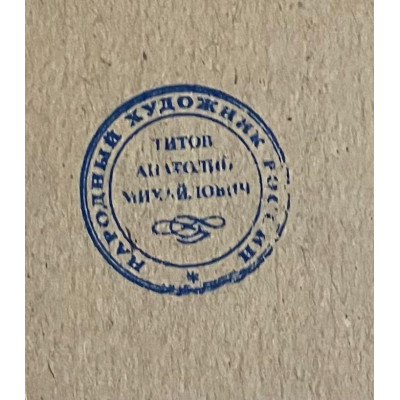 НАРОДНЫЙ ХУДОЖНИК РОССИИ
ТИТОВ
АНАТОЛИЙ
МИХАЙЛОВИЧ